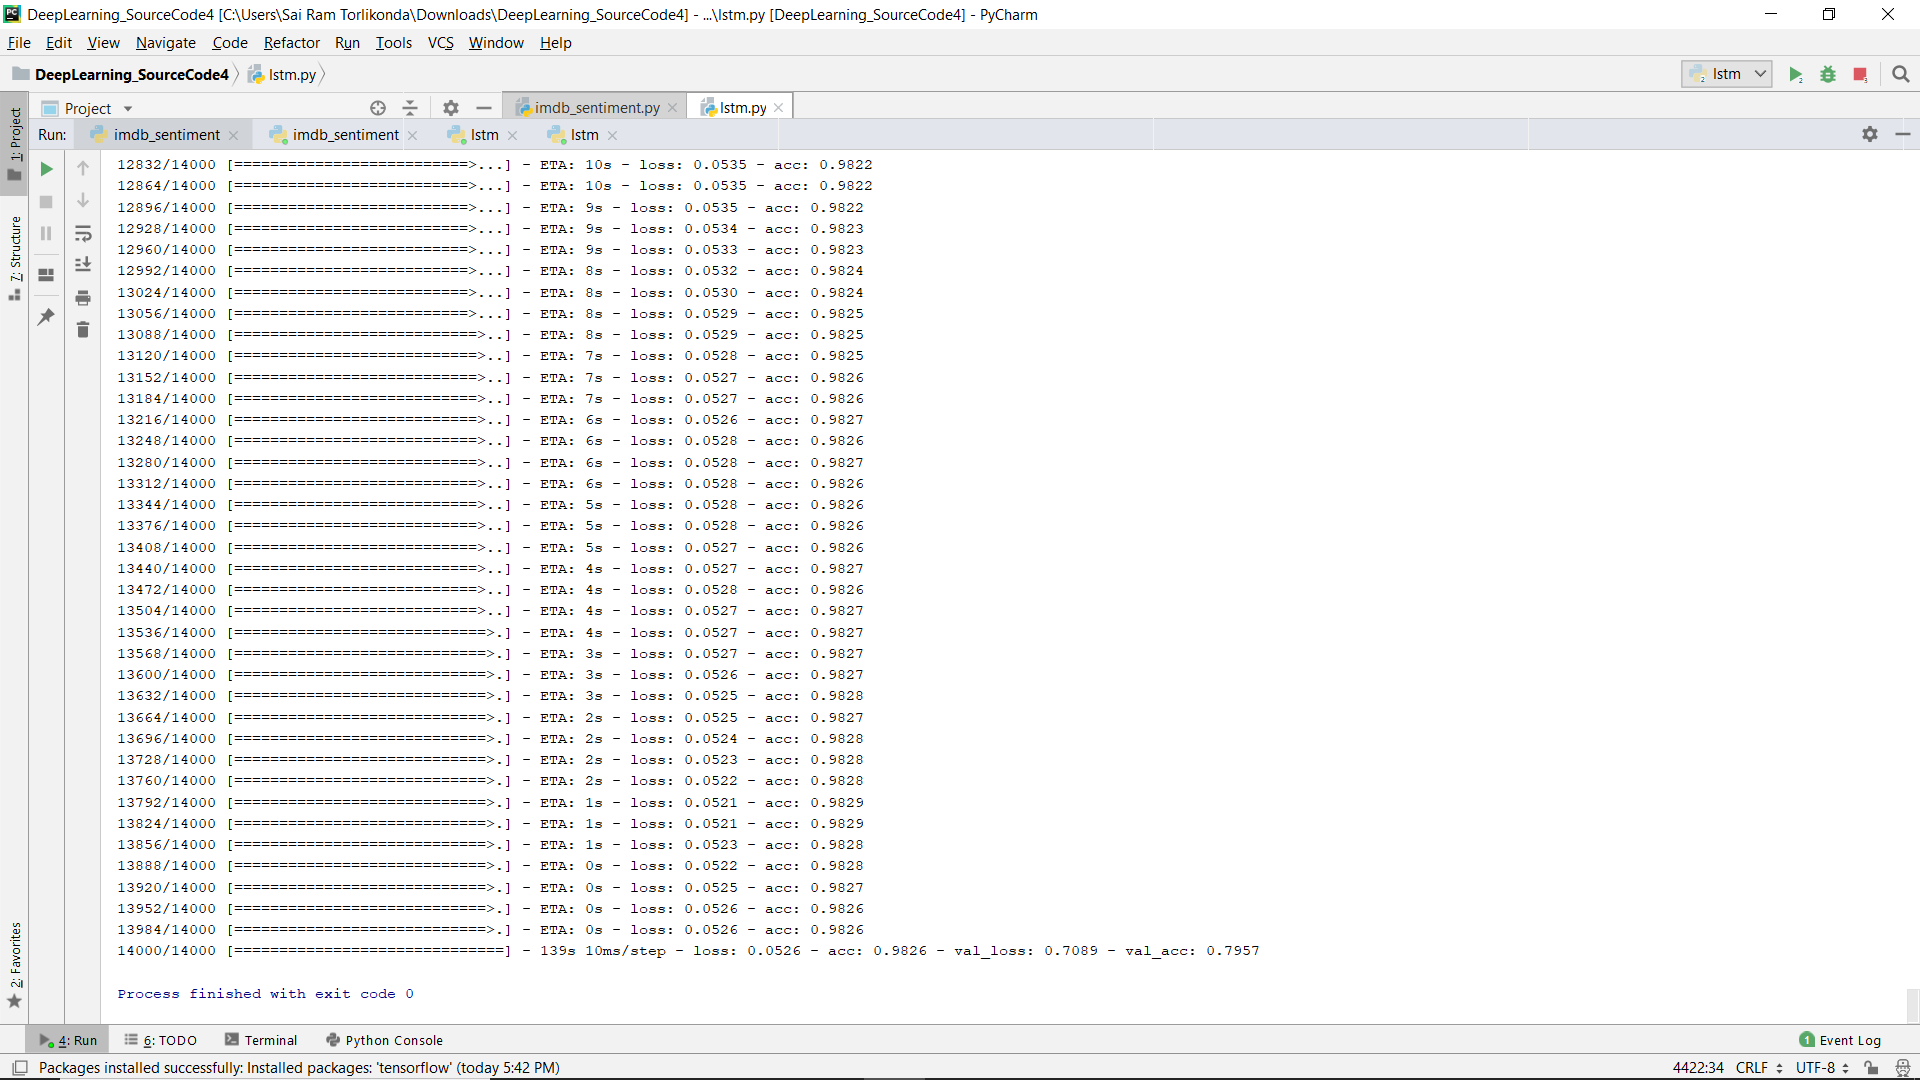 DeepLearning_SourceCode4 [C:\Users\Sai Ram Torlikonda\Downloads\DeepLearning_SourceCode4] - ...\lstm.py [DeepLearning_SourceCode4] - PyCharm
File Edit View Navigate Code Refactor Run Tools VCS Window Help
DeepLearning_SourceCode4 lstm.py lstm
Project imdb_sentiment.py lstm.py
Run: imdb_sentiment imdb_sentiment lstm lstm
1: Project
7: Structure
2: Favorites
12832/14000 [==========================>...] - ETA: 10s - loss: 0.0535 - acc: 0.9822
12864/14000 [==========================>...] - ETA: 10s - loss: 0.0535 - acc: 0.9822
12896/14000 [==========================>...] - ETA: 9s - loss: 0.0535 - acc: 0.9822
12928/14000 [==========================>...] - ETA: 9s - loss: 0.0534 - acc: 0.9823
12960/14000 [==========================>...] - ETA: 9s - loss: 0.0533 - acc: 0.9823
12992/14000 [==========================>...] - ETA: 8s - loss: 0.0532 - acc: 0.9824
13024/14000 [==========================>...] - ETA: 8s - loss: 0.0530 - acc: 0.9824
13056/14000 [==========================>...] - ETA: 8s - loss: 0.0529 - acc: 0.9825
13088/14000 [===========================>..] - ETA: 8s - loss: 0.0529 - acc: 0.9825
13120/14000 [===========================>..] - ETA: 7s - loss: 0.0528 - acc: 0.9825
13152/14000 [===========================>..] - ETA: 7s - loss: 0.0527 - acc: 0.9826
13184/14000 [===========================>..] - ETA: 7s - loss: 0.0527 - acc: 0.9826
13216/14000 [===========================>..] - ETA: 6s - loss: 0.0526 - acc: 0.9827
13248/14000 [===========================>..] - ETA: 6s - loss: 0.0528 - acc: 0.9826
13280/14000 [===========================>..] - ETA: 6s - loss: 0.0528 - acc: 0.9827
13312/14000 [===========================>..] - ETA: 6s - loss: 0.0528 - acc: 0.9826
13344/14000 [===========================>..] - ETA: 5s - loss: 0.0528 - acc: 0.9826
13376/14000 [===========================>..] - ETA: 5s - loss: 0.0528 - acc: 0.9826
13408/14000 [===========================>..] - ETA: 5s - loss: 0.0527 - acc: 0.9826
13440/14000 [===========================>..] - ETA: 4s - loss: 0.0527 - acc: 0.9827
13472/14000 [===========================>..] - ETA: 4s - loss: 0.0528 - acc: 0.9826
13504/14000 [===========================>..] - ETA: 4s - loss: 0.0527 - acc: 0.9827
13536/14000 [============================>.] - ETA: 4s - loss: 0.0527 - acc: 0.9827
13568/14000 [============================>.] - ETA: 3s - loss: 0.0527 - acc: 0.9827
13600/14000 [============================>.] - ETA: 3s - loss: 0.0526 - acc: 0.9827
13632/14000 [============================>.] - ETA: 3s - loss: 0.0525 - acc: 0.9828
13664/14000 [============================>.] - ETA: 2s - loss: 0.0525 - acc: 0.9827
13696/14000 [============================>.] - ETA: 2s - loss: 0.0524 - acc: 0.9828
13728/14000 [============================>.] - ETA: 2s - loss: 0.0523 - acc: 0.9828
13760/14000 [============================>.] - ETA: 2s - loss: 0.0522 - acc: 0.9828
13792/14000 [============================>.] - ETA: 1s - loss: 0.0521 - acc: 0.9829
13824/14000 [============================>.] - ETA: 1s - loss: 0.0521 - acc: 0.9829
13856/14000 [============================>.] - ETA: 1s - loss: 0.0523 - acc: 0.9828
13888/14000 [============================>.] - ETA: 0s - loss: 0.0522 - acc: 0.9828
13920/14000 [============================>.] - ETA: 0s - loss: 0.0525 - acc: 0.9827
13952/14000 [============================>.] - ETA: 0s - loss: 0.0526 - acc: 0.9826
13984/14000 [============================>.] - ETA: 0s - loss: 0.0526 - acc: 0.9826
14000/14000 [==============================] - 139s 10ms/step - loss: 0.0526 - acc: 0.9826 - val_loss: 0.7089 - val_acc: 0.7957
Process finished with exit code 0
4: Run 6: TODO Terminal Python Console 1 Event Log
Packages installed successfully: Installed packages: 'tensorflow' (today 5:42 PM) 4422:34 CRLF UTF-8